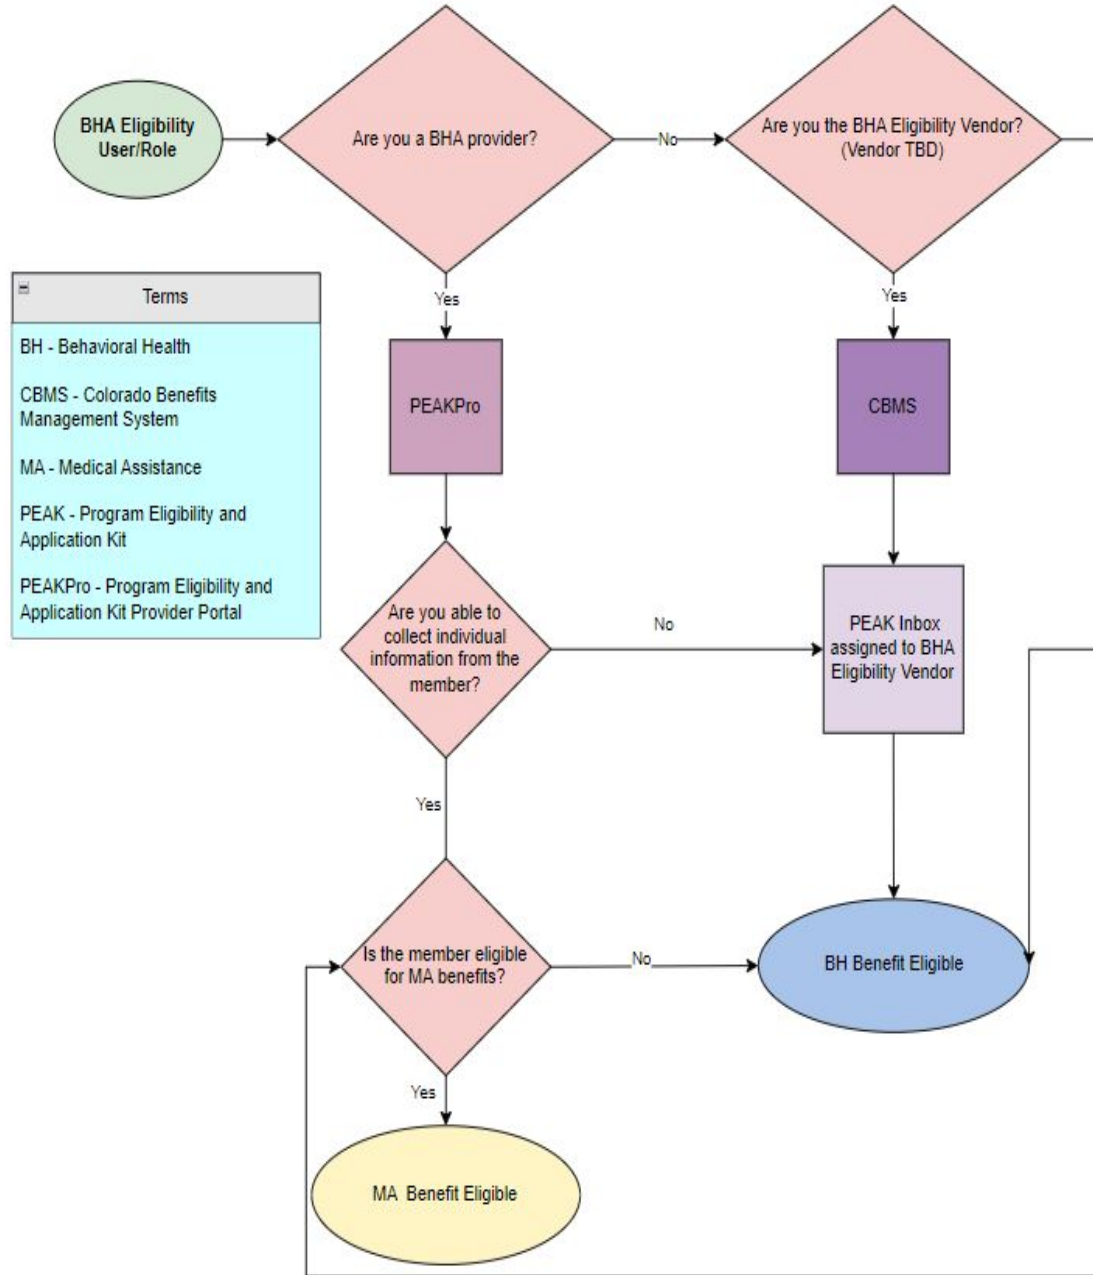 BHA Eligibility
User/Role
Are you a BHA provider?
No
Are you the BHA Eligibility Vendor?
(Vendor TBD)
Yes
Yes
Terms
BH - Behavioral Health
CBMS - Colorado Benefits
Management System
MA - Medical Assistance
PEAK - Program Eligibility and
Application Kit
PEAKPro - Program Eligibility and
Application Kit Provider Portal
PEAKPro
CBMS
Are you able to
collect individual
information from the
member?
No
PEAK Inbox
assigned to BHA
Eligibility Vendor
Yes
Is the member eligible
for MA benefits?
No
BH Benefit Eligible
Yes
MA Benefit Eligible